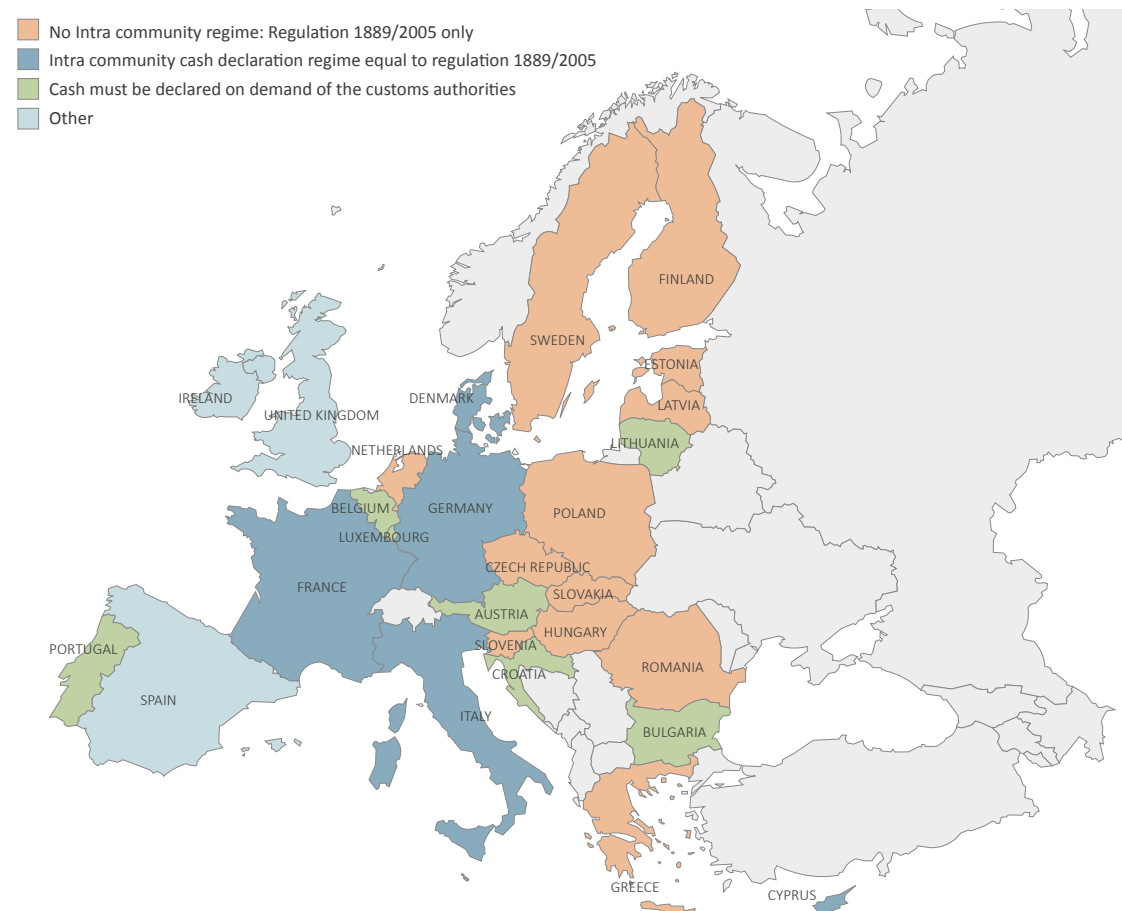 No Intra community regime: Regulation 1889/2005 only
Intra community cash declaration regime equal to regulation 1889/2005
Cash must be declared on demand of the customs authorities
Other
FINLAND
SWEDEN
ESTONIA
IRELAND
DENMARK
LATVIA
UNITED KINGDOM
LITHUANIA
NETHERLANDS
BELGIUM
GERMANY
POLAND
LUXEMBOURG
CZECH REPUBLIC
FRANCE
SLOVAKIA
AUSTRIA
HUNGARY
PORTUGAL
SLOVENIA
ROMANIA
CROATIA
SPAIN
ITALY
BULGARIA
GREECE
CYPRUS